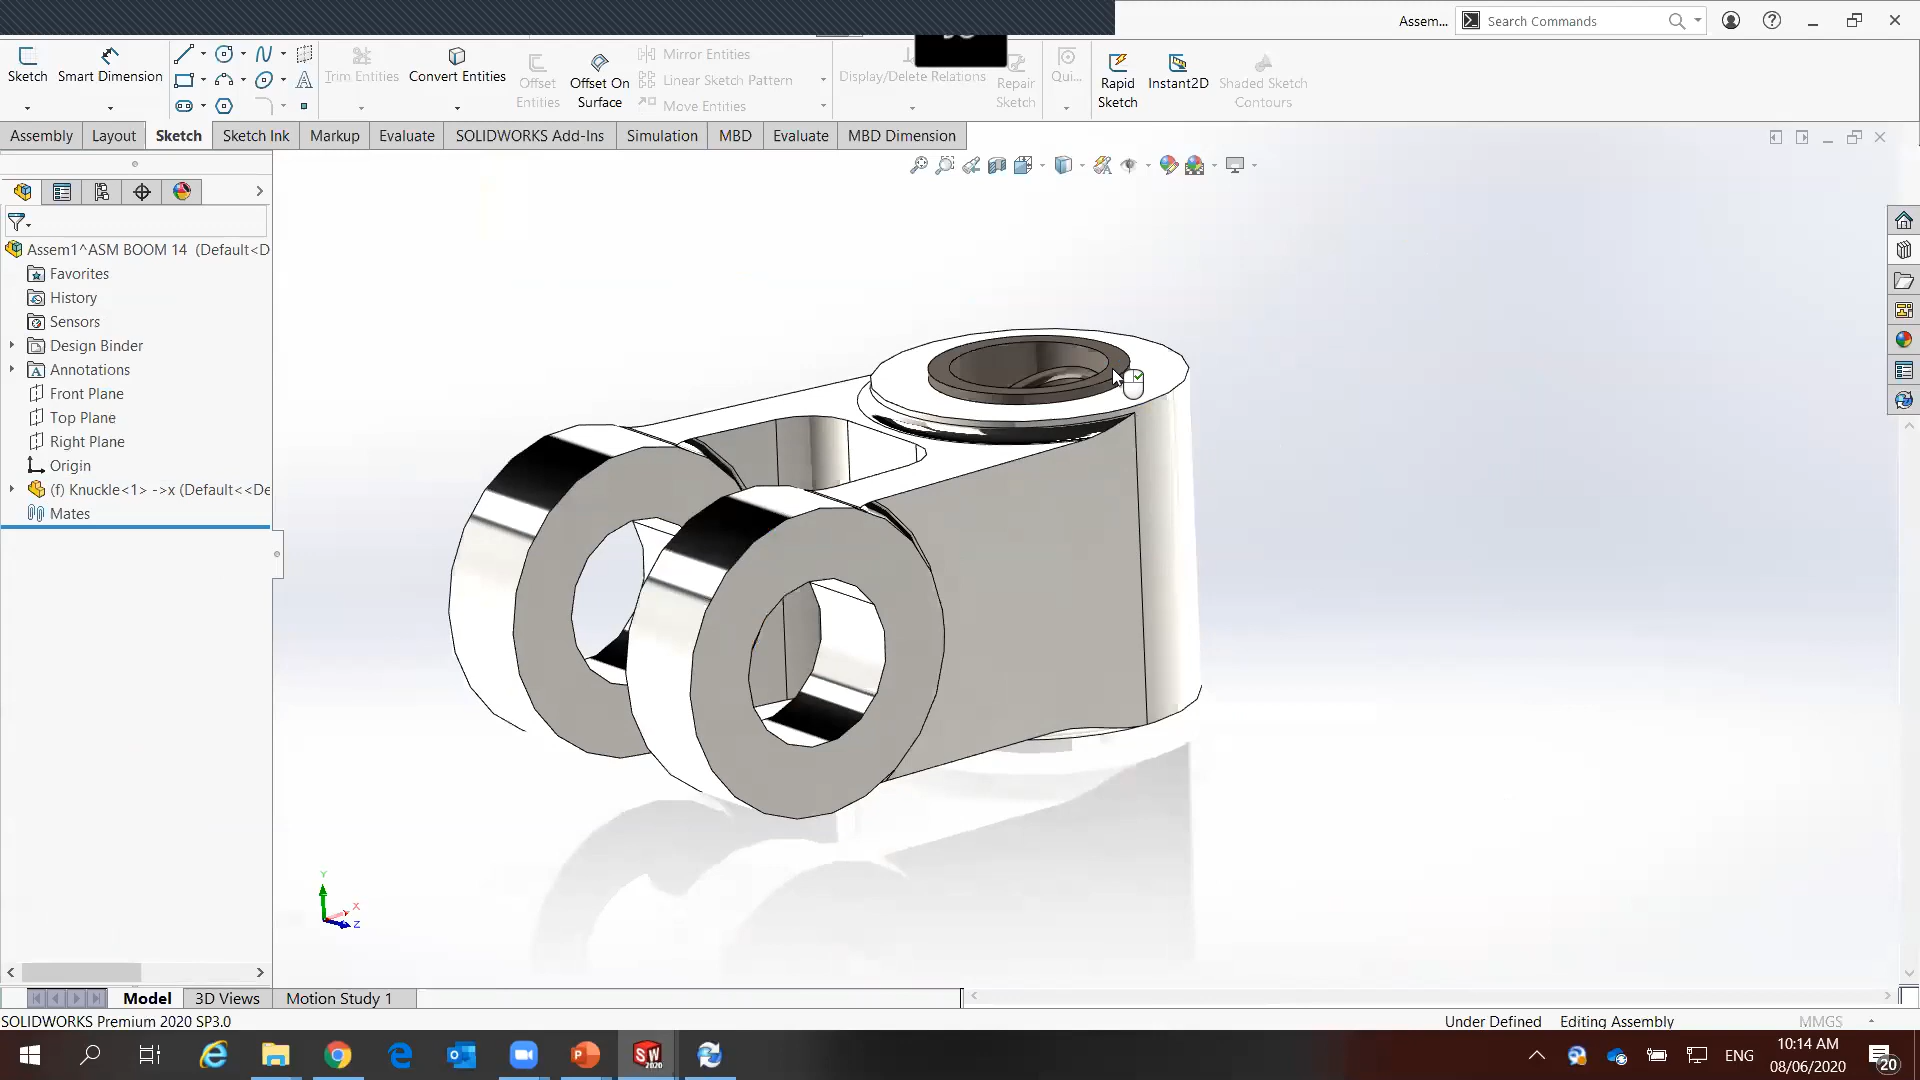 Assem...
Search Commands
Sketch
Smart Dimension
Trim Entities
Convert Entities
Offset
Entities
Offset On
Surface
Mirror Entities
Linear Sketch Pattern
Move Entities
Display/Delete Relations
Repair
Sketch
Qui...
Rapid
Sketch
Instant2D
Shaded Sketch
Contours
Assembly
Layout
Sketch
Sketch Ink
Markup
Evaluate
SOLIDWORKS Add-Ins
Simulation
MBD
Evaluate
MBD Dimension
Assem1^ASM BOOM 14 (Default<D
Favorites
History
Sensors
Design Binder
Annotations
Front Plane
Top Plane
Right Plane
Origin
(f) Knuckle<1> ->x (Default<<De
Mates
Y
X
Z
Model
3D Views
Motion Study 1
SOLIDWORKS Premium 2020 SP3.0
Under Defined
Editing Assembly
MMGS
ENG
10:14 AM
08/06/2020
20